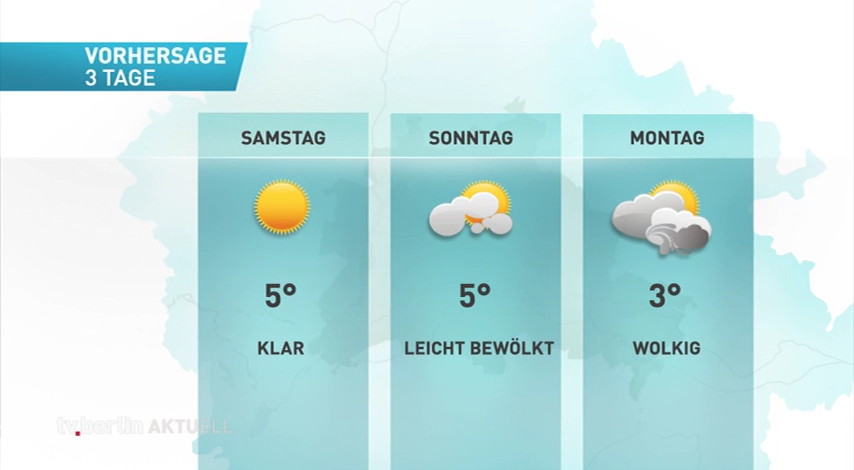 VORHERSAGE
3 TAGE
SAMSTAG
SONNTAG
MONTAG
5°
5°
3°
KLAR
LEICHT BEWÖLKT
WOLKIG
tv.berlin AKTUELL